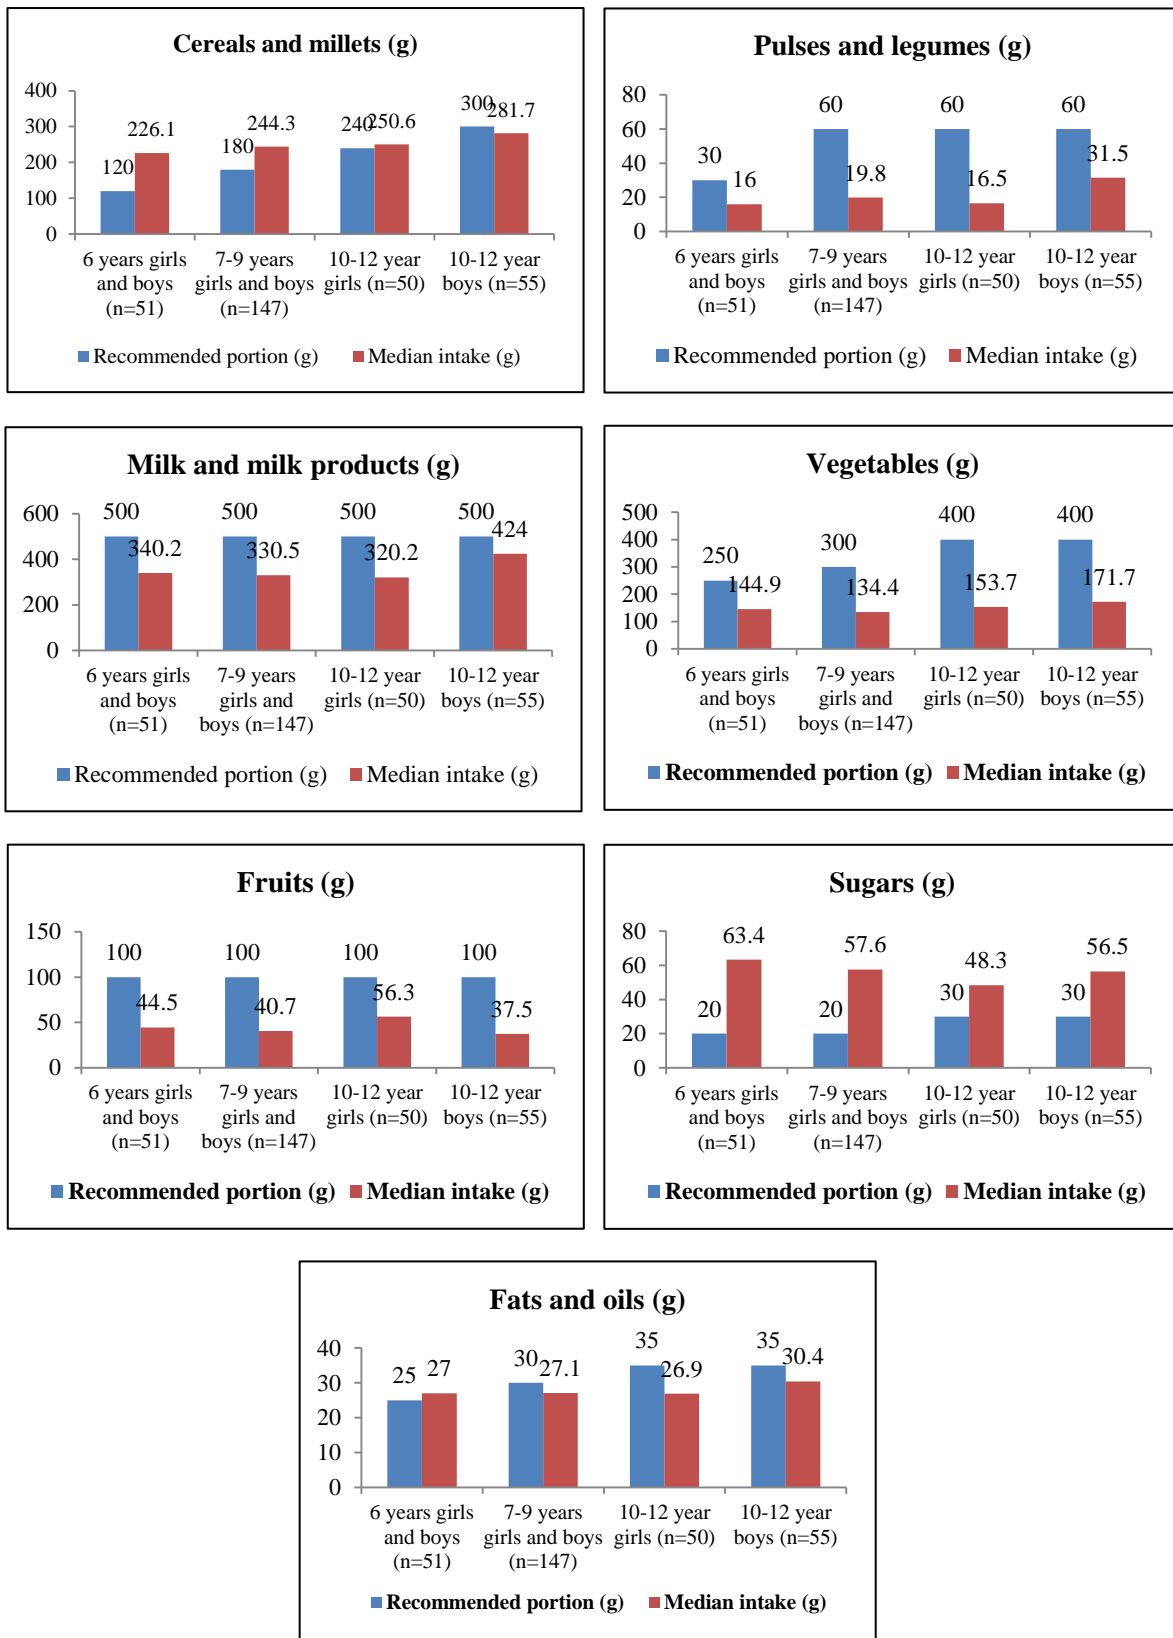 Cereals and millets (g)
400
300
200
100
0
120
226.1
180
244.3
240
250.6
300
281.7
6 years girls
and boys
(n=51)
7-9 years
girls and boys
(n=147)
10-12 year
girls (n=50)
10-12 year
boys (n=55)
Recommended portion (g)
Median intake (g)
Pulses and legumes (g)
80
60
40
20
0
30
16
60
19.8
60
16.5
60
31.5
6 years girls
and boys
(n=51)
7-9 years
girls and
boys (n=147)
10-12 year
girls (n=50)
10-12 year
boys (n=55)
Recommended portion (g)
Median intake (g)
Milk and milk products (g)
600
400
200
0
500
340.2
500
330.5
500
320.2
500
424
6 years girls
and boys
(n=51)
7-9 years
girls and
boys (n=147)
10-12 year
girls (n=50)
10-12 year
boys (n=55)
Recommended portion (g)
Median intake (g)
Vegetables (g)
500
400
300
200
100
0
250
144.9
300
134.4
400
153.7
400
171.7
6 years girls
and boys
(n=51)
7-9 years
girls and
boys (n=147)
10-12 year
girls (n=50)
10-12 year
boys (n=55)
Recommended portion (g)
Median intake (g)
Fruits (g)
150
100
50
0
100
44.5
100
40.7
100
56.3
100
37.5
6 years girls
and boys
(n=51)
7-9 years
girls and
boys (n=147)
10-12 year
girls (n=50)
10-12 year
boys (n=55)
Recommended portion (g)
Median intake (g)
Sugars (g)
80
60
40
20
0
20
63.4
20
57.6
30
48.3
30
56.5
6 years girls
and boys
(n=51)
7-9 years
girls and boys
(n=147)
10-12 year
girls (n=50)
10-12 year
boys (n=55)
Recommended portion (g)
Median intake (g)
Fats and oils (g)
40
30
20
10
0
25
27
30
27.1
35
26.9
35
30.4
6 years girls
and boys
(n=51)
7-9 years
girls and boys
(n=147)
10-12 year
girls (n=50)
10-12 year
boys (n=55)
Recommended portion (g)
Median intake (g)